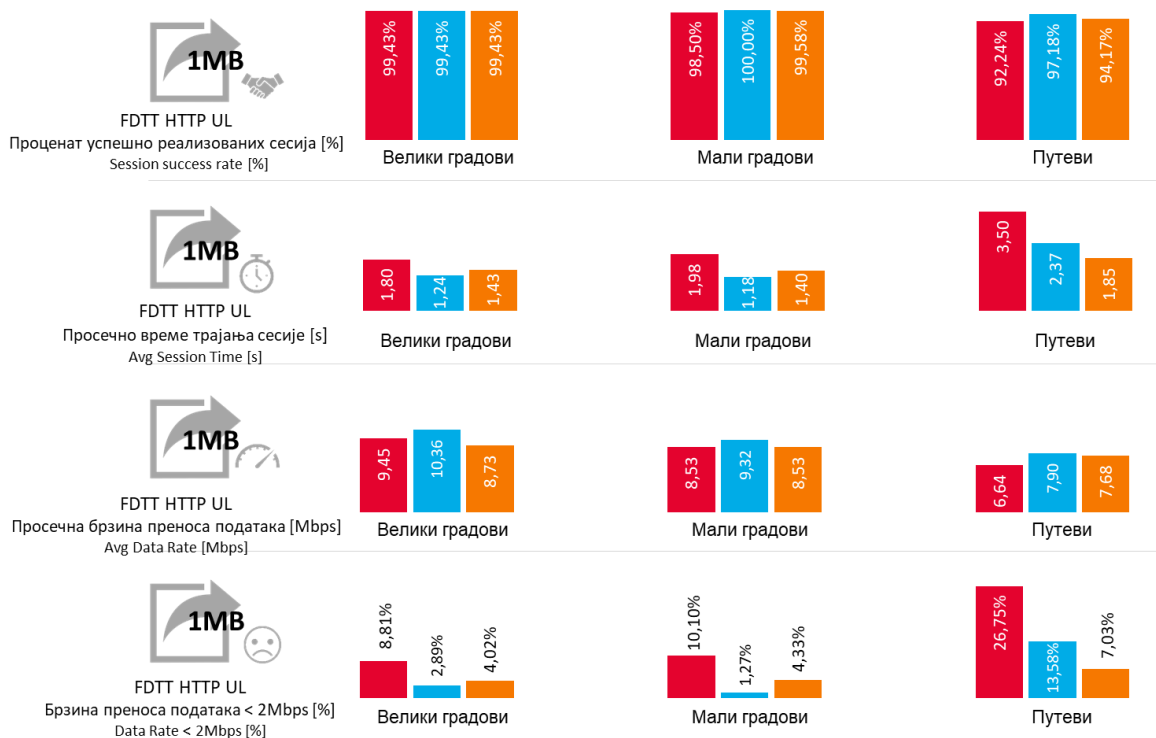 1MB
FDTT HTTP UL
Проценат успешно реализованих сесија [%]
Session success rate [%]
99,43% 99,43% 99,43%
Велики градови
98,50% 100,00% 99,58%
Мали градови
92,24% 97,18% 94,17%
Путеви
1MB
FDTT HTTP UL
Просечно време трајања сесије [s]
Avg Session Time [s]
1,80 1,24 1,43
Велики градови
1,98 1,18 1,40
Мали градови
3,50 2,37 1,85
Путеви
1MB
FDTT HTTP UL
Просечна брзина преноса података [Mbps]
Avg Data Rate [Mbps]
9,45 10,36 8,73
Велики градови
8,53 9,32 8,53
Мали градови
6,64 7,90 7,68
Путеви
1MB
FDTT HTTP UL
Брзина преноса података < 2Mbps [%]
Data Rate < 2Mbps [%]
8,81% 2,89% 4,02%
Велики градови
10,10% 1,27% 4,33%
Мали градови
26,75% 13,58% 7,03%
Путеви